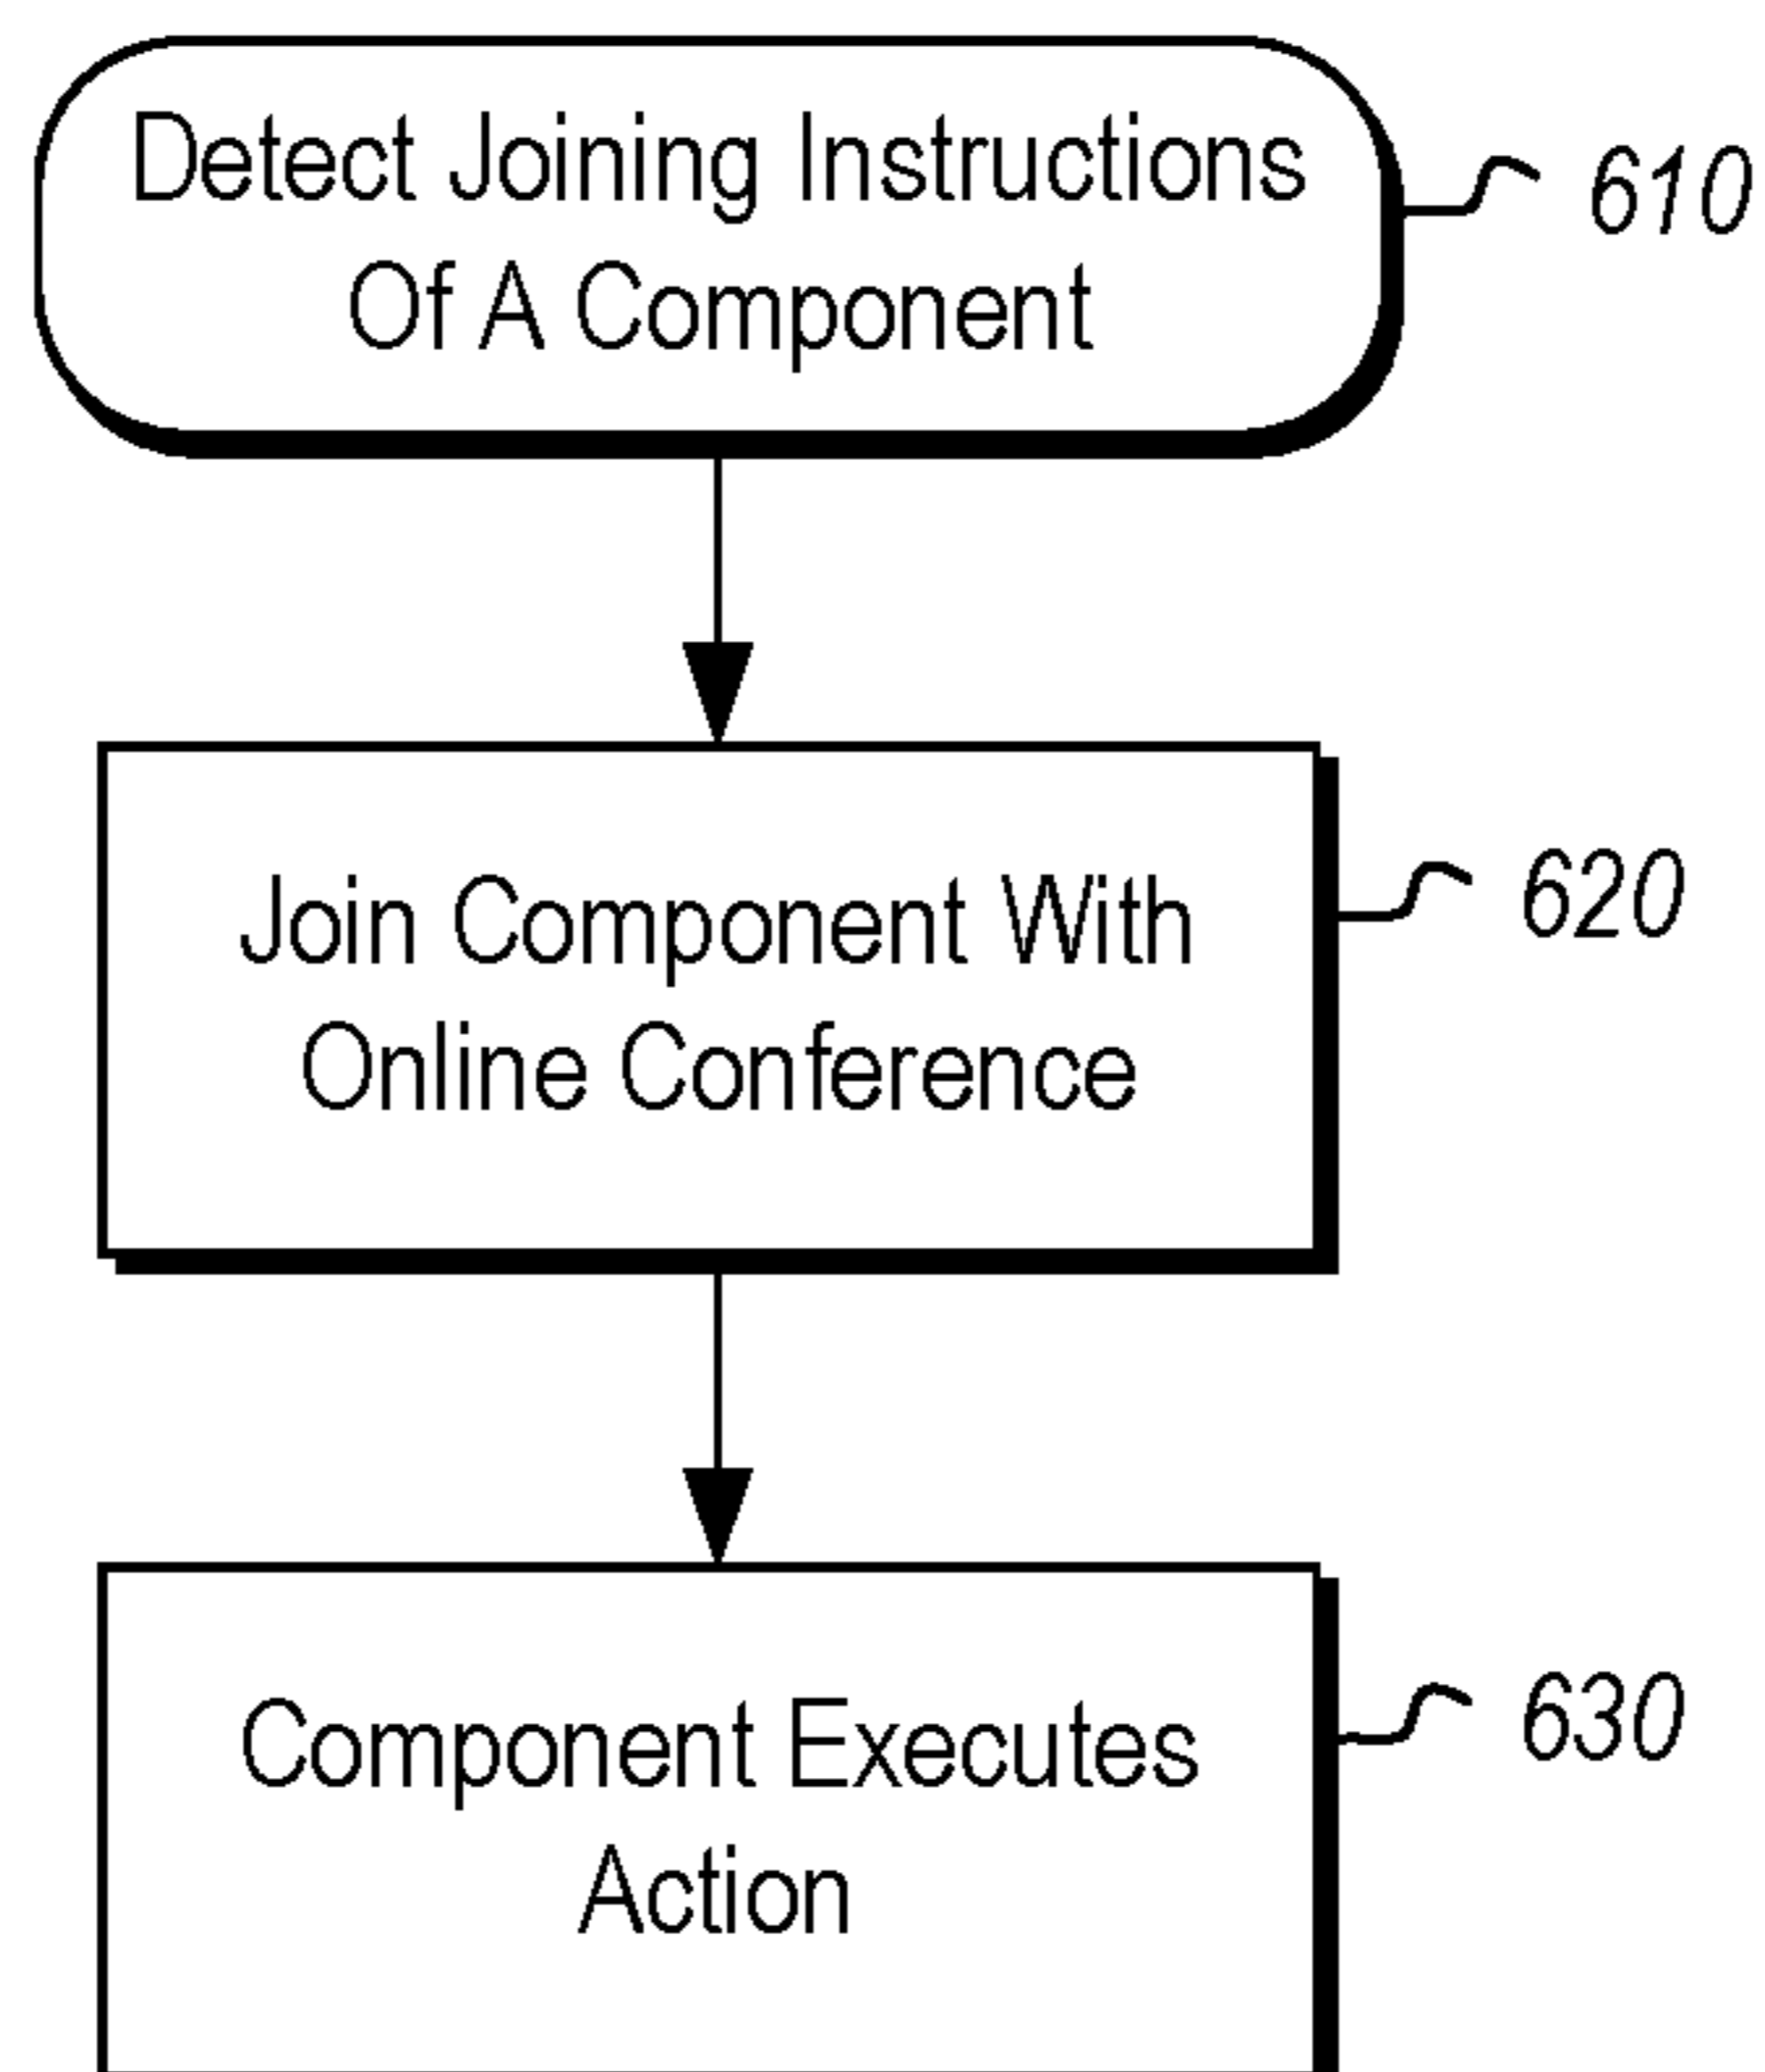 Detect Joining Instructions
Of A Component
610
Join Component With
Online Conference
620
Component Executes
Action
630